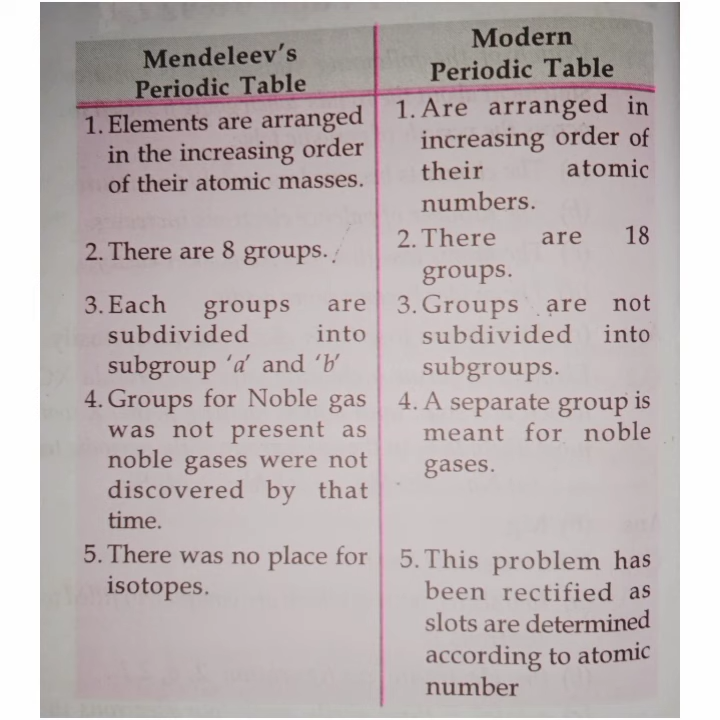 Mendeleev's
Periodic Table
1. Elements are arranged
in the increasing order
of their atomic masses.
2. There are 8 groups.
3. Each groups are
subdivided into
subgroup 'a' and 'b'
4. Groups for Noble gas
was not present as
noble gases were not
discovered by that
time.
5. There was no place for
isotopes.
Modern
Periodic Table
1. Are arranged in
increasing order of
their atomic
numbers.
2. There are 18
groups.
3. Groups are not
subdivided into
subgroups.
4. A separate group is
meant for noble
gases.
5. This problem has
been rectified as
slots are determined
according to atomic
number